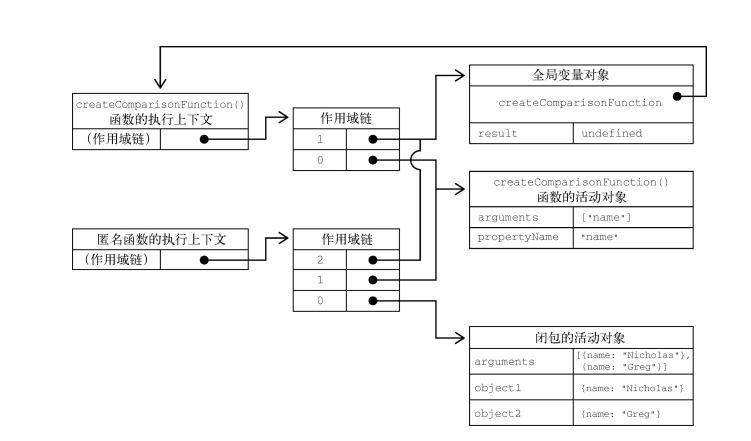 createComparisonFunction()
函数的执行上下文
(作用域链)
作用域链
1
0
全局变量对象
createComparisonFunction
result undefined
createComparisonFunction()
函数的活动对象
arguments ["name"]
propertyName "name"
匿名函数的执行上下文
(作用域链)
作用域链
2
1
0
闭包的活动对象
arguments [{name: "Nicholas"},
{name: "Greg"}]
object1 {name: "Nicholas"}
object2 {name: "Greg"}